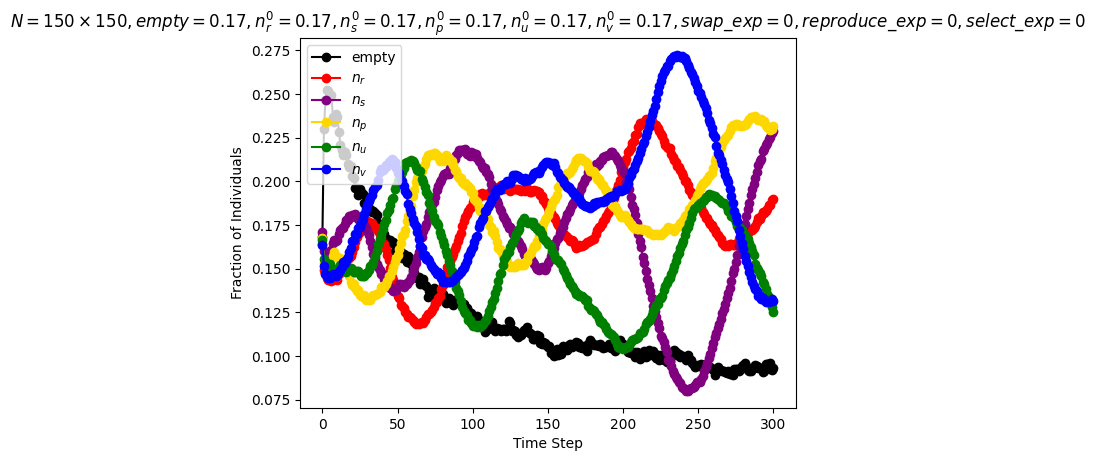 N = 150 × 150, empty = 0.17, n_r^0 = 0.17, n_s^0 = 0.17, n_p^0 = 0.17, n_u^0 = 0.17, n_v^0 = 0.17, swap_exp = 0, reproduce_exp = 0, select_exp = 0
empty
n_r
n_s
n_p
n_u
n_v
Fraction of Individuals
0.275
0.250
0.225
0.200
0.175
0.150
0.125
0.100
0.075
0 50 100 150 200 250 300
Time Step